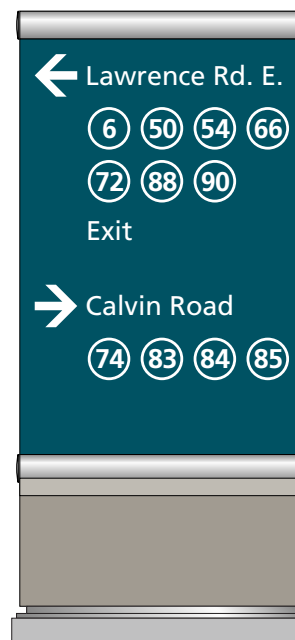 Lawrence Rd. E.
6 50 54 66
72 88 90
Exit
Calvin Road
74 83 84 85